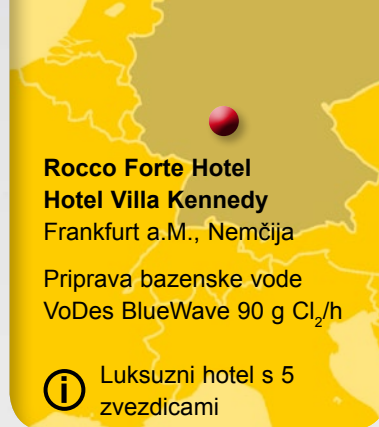 Rocco Forte Hotel
Hotel Villa Kennedy
Frankfurt a.M., Nemčija
Priprava bazenske vode
VoDes BlueWave 90 g Cl₂/h
Luksuzni hotel s 5
zvezdicami